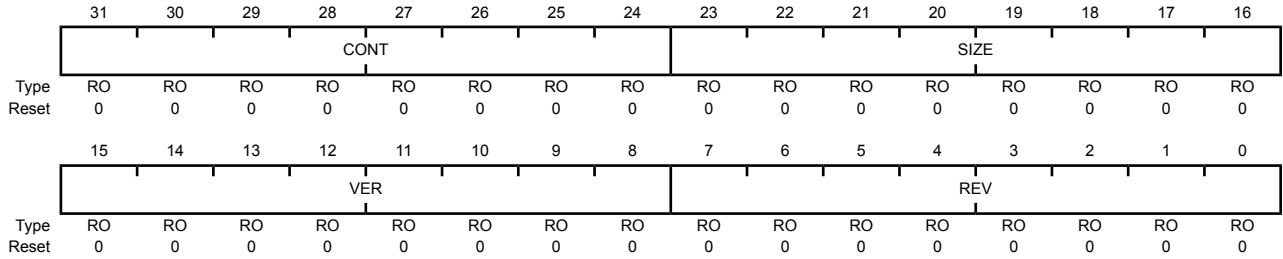 31 30 29 28 27 26 25 24 23 22 21 20 19 18 17 16
CONT SIZE
Type RO RO RO RO RO RO RO RO RO RO RO RO RO RO RO RO
Reset 0 0 0 0 0 0 0 0 0 0 0 0 0 0 0 0
15 14 13 12 11 10 9 8 7 6 5 4 3 2 1 0
VER REV
Type RO RO RO RO RO RO RO RO RO RO RO RO RO RO RO RO
Reset 0 0 0 0 0 0 0 0 0 0 0 0 0 0 0 0